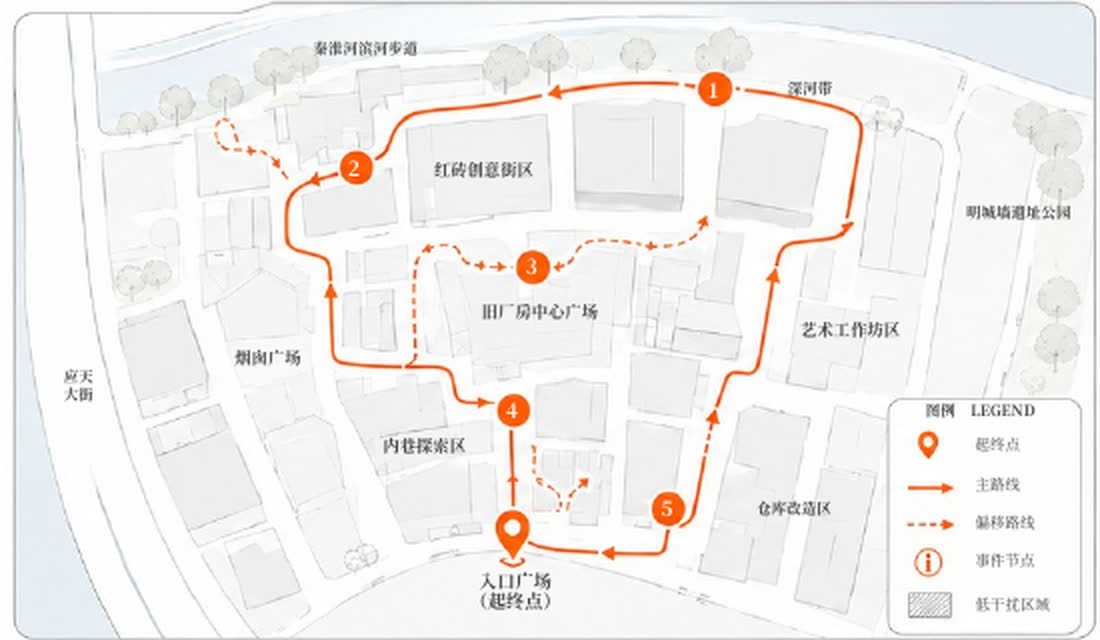 秦淮河滨河步道
深河带
1
2
红砖创意街区
明城墙遗址公园
3
旧厂房中心广场
艺术工作坊区
烟囱广场
应天
大街
4
内巷探索区
5
仓库改造区
入口广场
(起终点)
图例 LEGEND
起终点
主路线
偏移路线
i
事件节点
低干扰区域